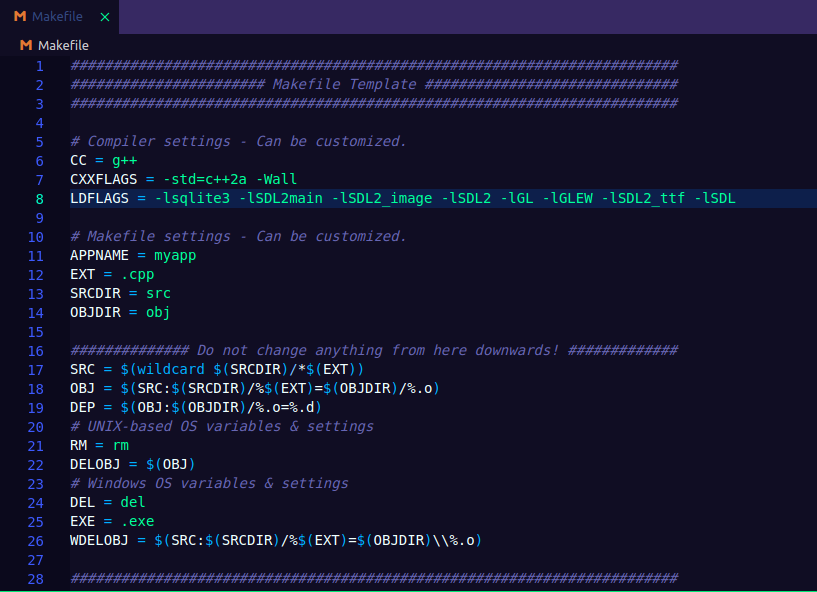 Makefile ×
Makefile
1 ########################################################################
2 ####################### Makefile Template ##############################
3 ########################################################################
4
5 # Compiler settings - Can be customized.
6 CC = g++
7 CXXFLAGS = -std=c++2a -Wall
8 LDFLAGS = -lsqlite3 -lSDL2main -lSDL2_image -lSDL2 -lGL -lGLEW -lSDL2_ttf -lSDL
9
10 # Makefile settings - Can be customized.
11 APPNAME = myapp
12 EXT = .cpp
13 SRCDIR = src
14 OBJDIR = obj
15
16 ############## Do not change anything from here downwards! #############
17 SRC = $(wildcard $(SRCDIR)/*$(EXT))
18 OBJ = $(SRC:$(SRCDIR)/%$(EXT)=$(OBJDIR)/%.o)
19 DEP = $(OBJ:$(OBJDIR)/%.o=%.d)
20 # UNIX-based OS variables & settings
21 RM = rm
22 DELOBJ = $(OBJ)
23 # Windows OS variables & settings
24 DEL = del
25 EXE = .exe
26 WDELOBJ = $(SRC:$(SRCDIR)/%$(EXT)=$(OBJDIR)\\%.o)
27
28 ########################################################################